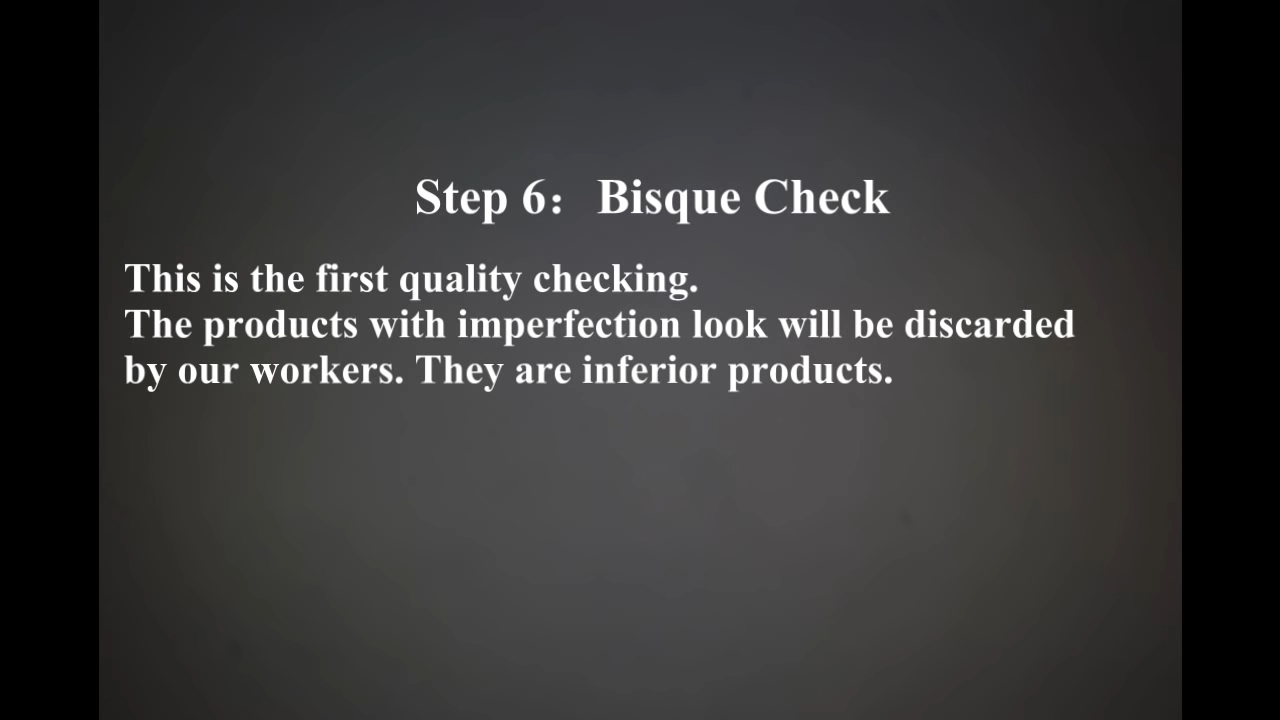 Step 6： Bisque Check
This is the first quality checking.
The products with imperfection look will be discarded
by our workers. They are inferior products.